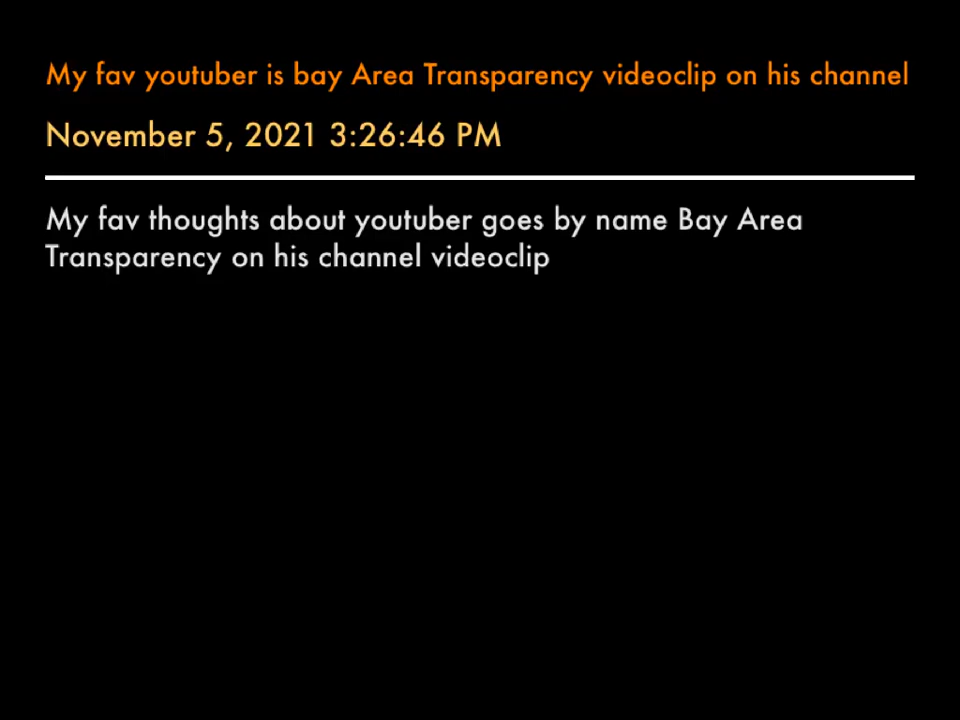 My fav youtuber is bay Area Transparency videoclip on his channel
November 5, 2021 3:26:46 PM
My fav thoughts about youtuber goes by name Bay Area
Transparency on his channel videoclip